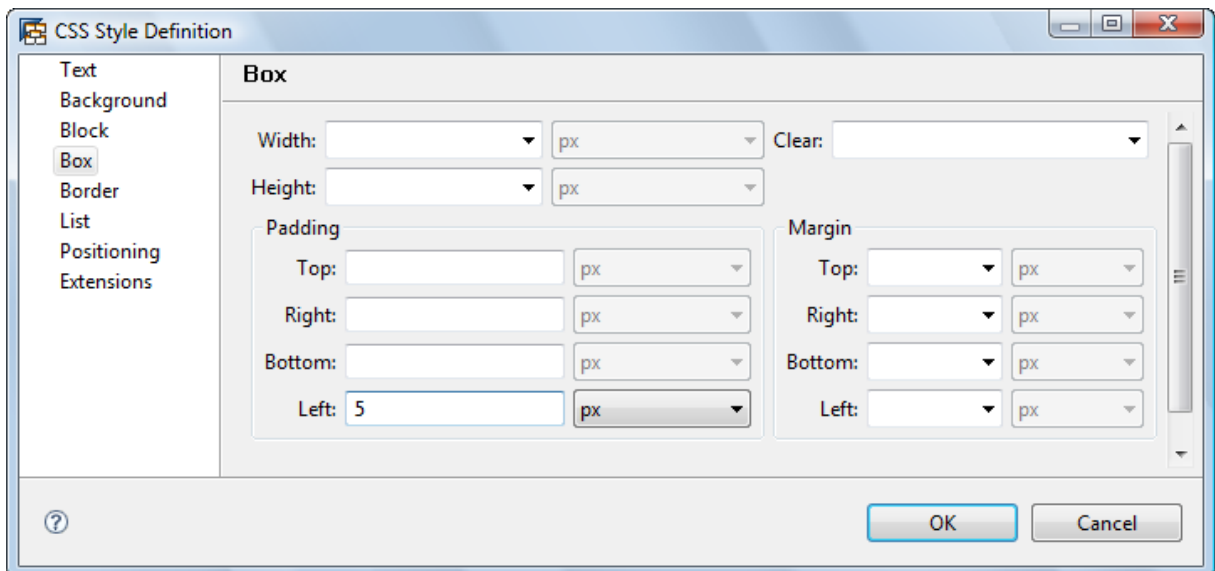 CSS Style Definition
Text
Background
Block
Box
Border
List
Positioning
Extensions
Box
Width: px Clear:
Height: px
Padding Margin
Top: px Top: px
Right: px Right: px
Bottom: px Bottom: px
Left: 5 px Left: px
? OK Cancel